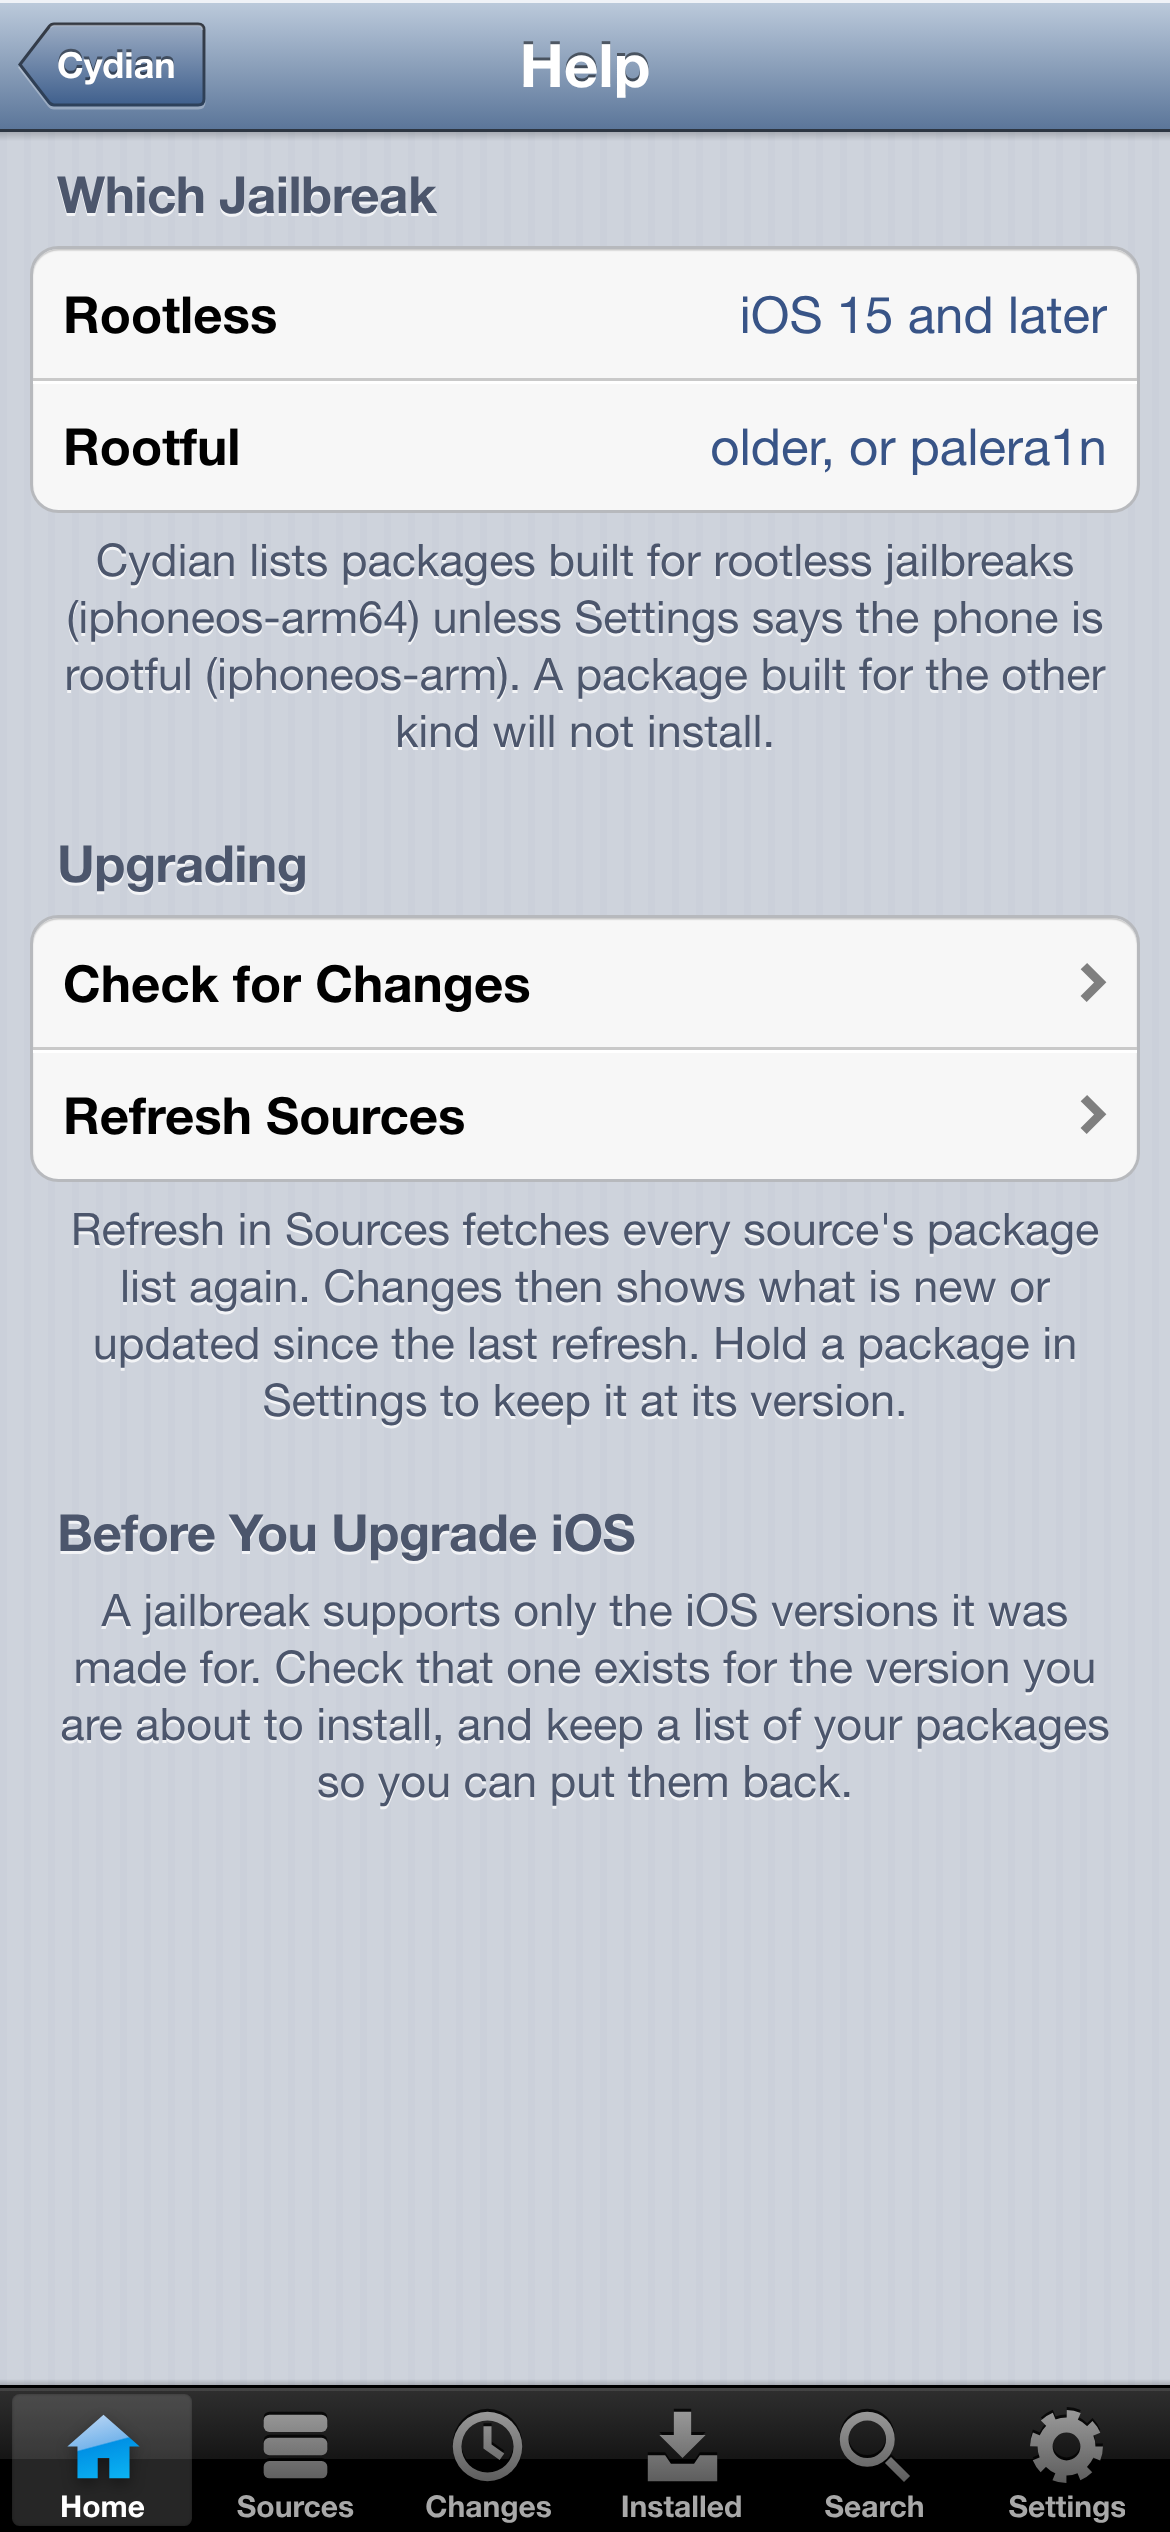 Cydian
Help
Which Jailbreak
Rootless
iOS 15 and later
Rootful
older, or palera1n
Cydian lists packages built for rootless jailbreaks
(iphoneos-arm64) unless Settings says the phone is
rootful (iphoneos-arm). A package built for the other
kind will not install.
Upgrading
Check for Changes
Refresh Sources
Refresh in Sources fetches every source's package
list again. Changes then shows what is new or
updated since the last refresh. Hold a package in
Settings to keep it at its version.
Before You Upgrade iOS
A jailbreak supports only the iOS versions it was
made for. Check that one exists for the version you
are about to install, and keep a list of your packages
so you can put them back.
Home
Sources
Changes
Installed
Search
Settings